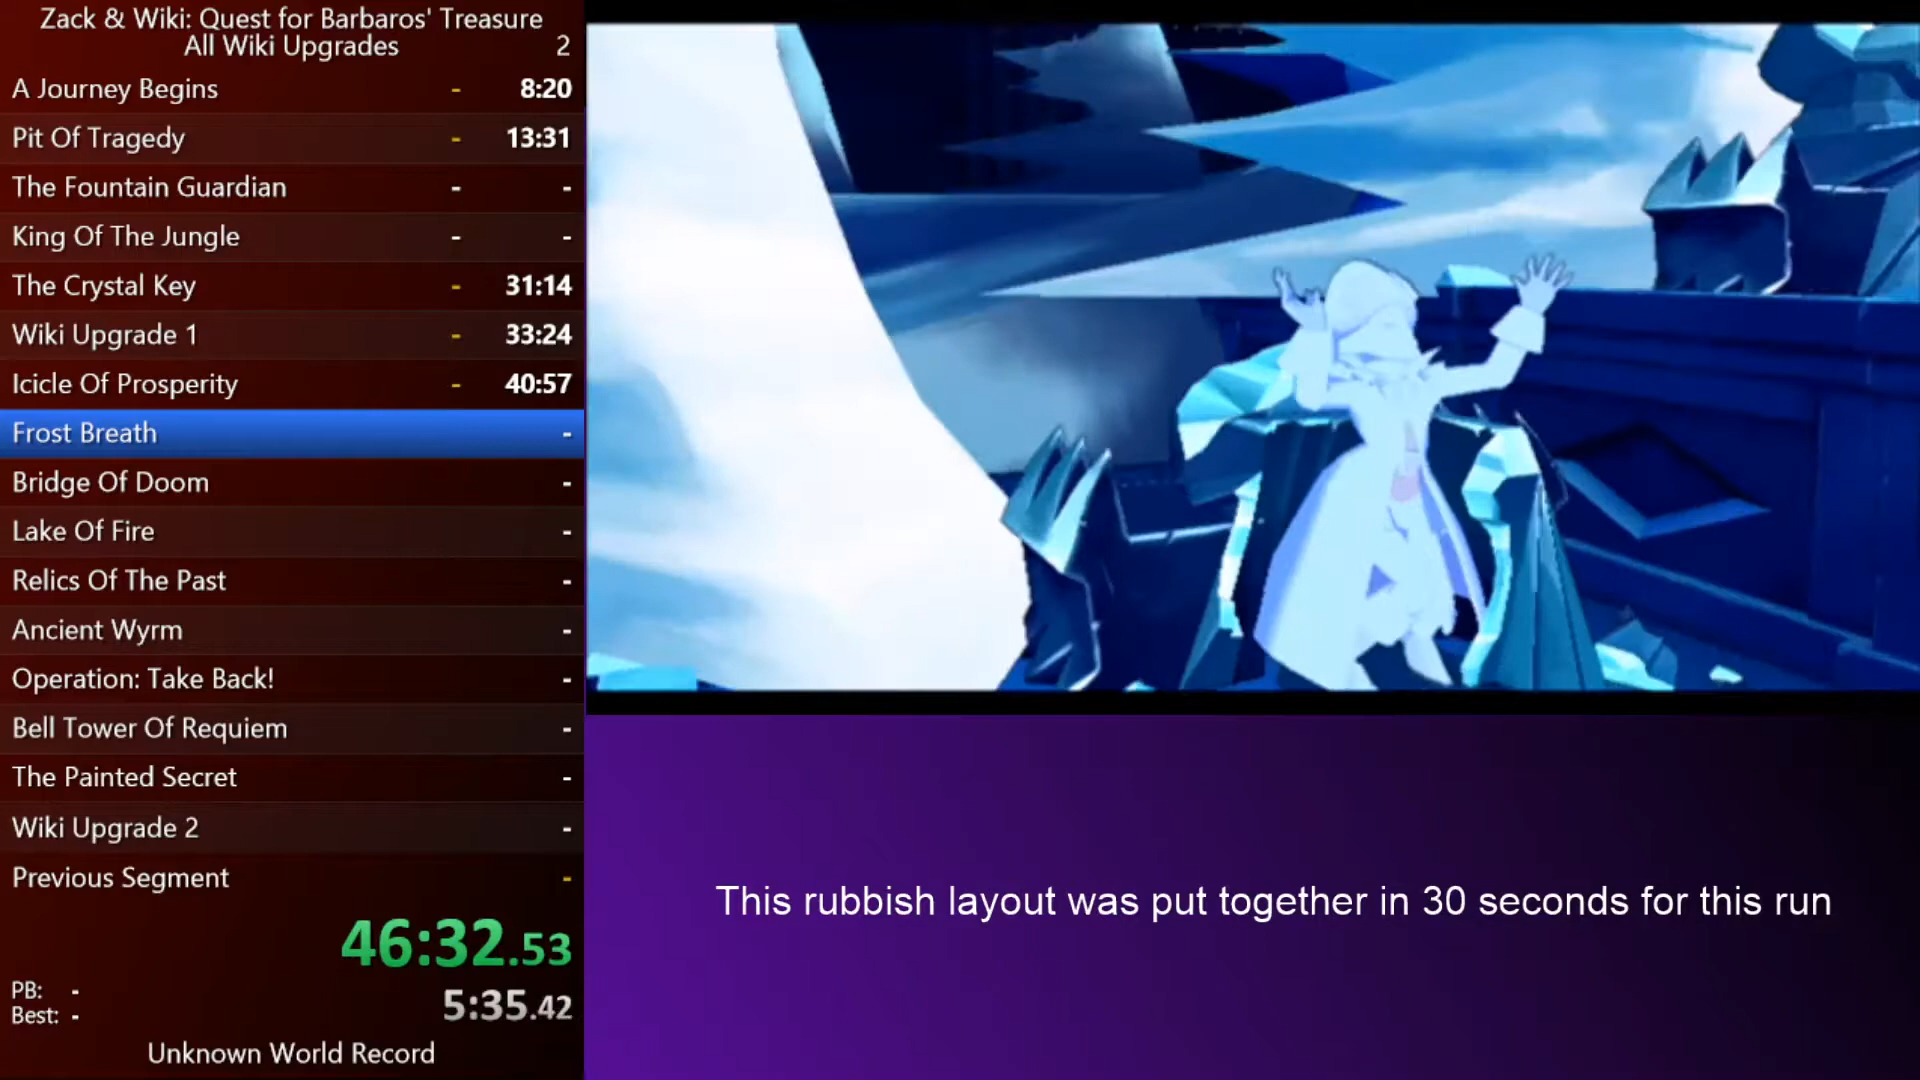 Zack & Wiki: Quest for Barbaros' Treasure
All Wiki Upgrades 2
A Journey Begins - 8:20
Pit Of Tragedy - 13:31
The Fountain Guardian - -
King Of The Jungle - -
The Crystal Key - 31:14
Wiki Upgrade 1 - 33:24
Icicle Of Prosperity - 40:57
Frost Breath -
Bridge Of Doom -
Lake Of Fire -
Relics Of The Past -
Ancient Wyrm -
Operation: Take Back! -
Bell Tower Of Requiem -
The Painted Secret -
Wiki Upgrade 2 -
Previous Segment -
46:32.53
PB: -
Best: -
5:35.42
Unknown World Record
This rubbish layout was put together in 30 seconds for this run